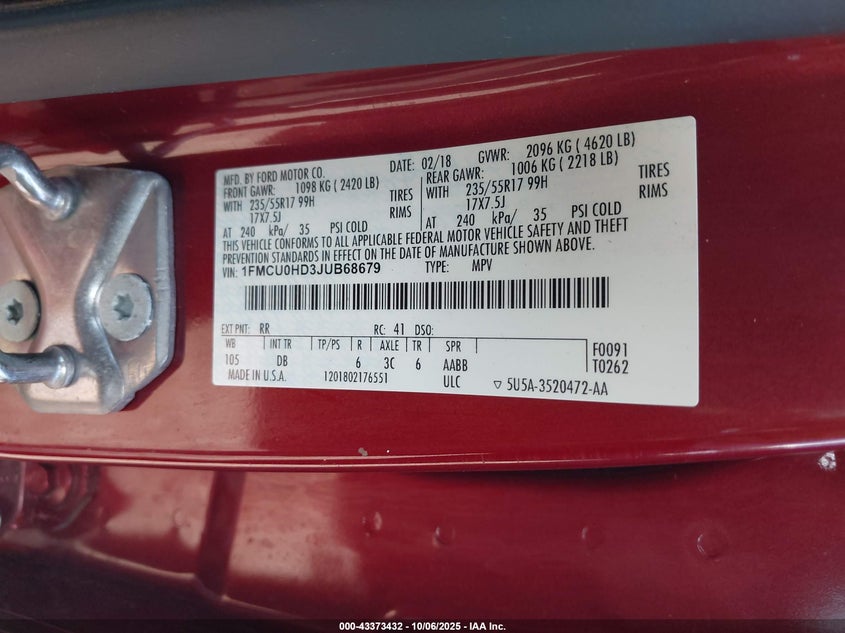 MFD. BY FORD MOTOR CO. DATE: 02/18 GVWR: 2096 KG ( 4620 LB)
FRONT GAWR: 1098 KG ( 2420 LB) REAR GAWR: 1006 KG ( 2218 LB)
WITH 235/55R17 99H TIRES WITH 235/55R17 99H TIRES
17X7.5J RIMS 17X7.5J RIMS
AT 240 kPa/ 35 PSI COLD AT 240 kPa/ 35 PSI COLD
THIS VEHICLE CONFORMS TO ALL APPLICABLE FEDERAL MOTOR VEHICLE SAFETY AND THEFT
PREVENTION STANDARDS IN EFFECT ON THE DATE OF MANUFACTURE SHOWN ABOVE.
VIN: 1FMCU0HD3JUB68679 TYPE: MPV
EXT PNT: RR RC: 41 DSO:
WB INT TR TP/PS R AXLE TR SPR F0091
105 DB 6 3C 6 AABB T0262
MADE IN U.S.A. 1201802176551 ULC ▽ 5U5A-3520472-AA
000-43373432 - 10/06/2025 - IAA Inc.